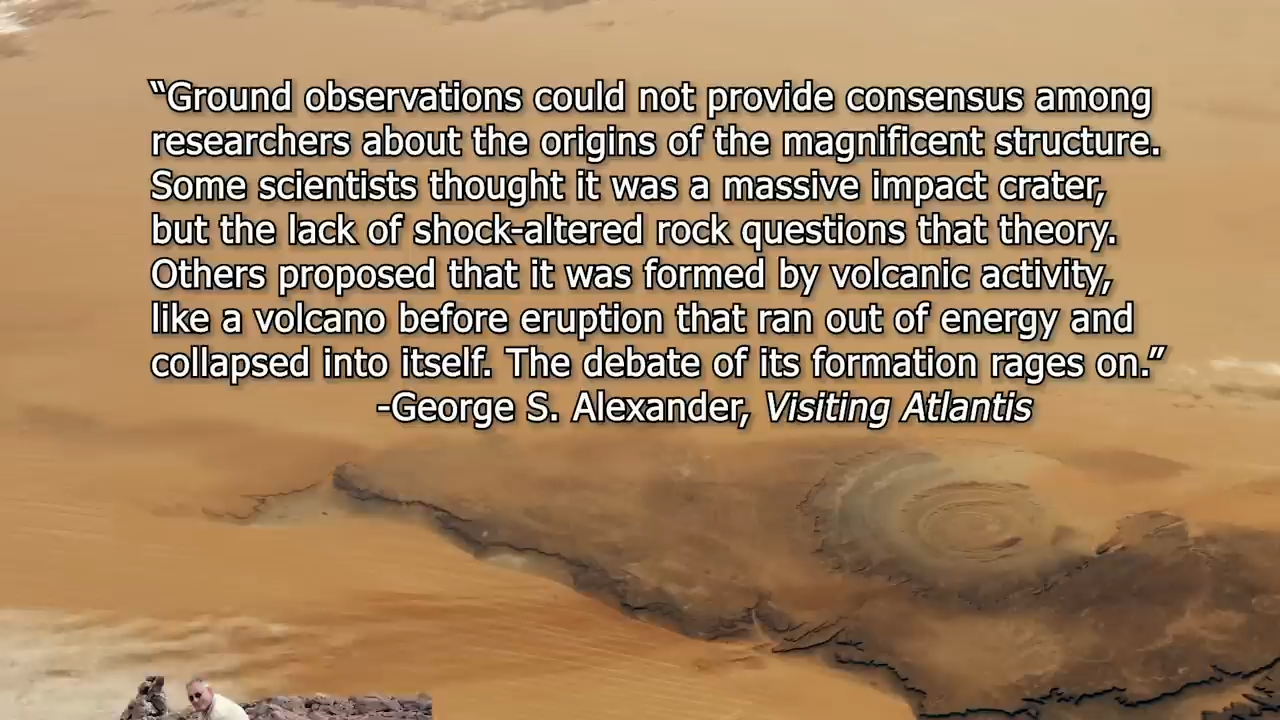 “Ground observations could not provide consensus among
researchers about the origins of the magnificent structure.
Some scientists thought it was a massive impact crater,
but the lack of shock-altered rock questions that theory.
Others proposed that it was formed by volcanic activity,
like a volcano before eruption that ran out of energy and
collapsed into itself. The debate of its formation rages on.”
-George S. Alexander, Visiting Atlantis